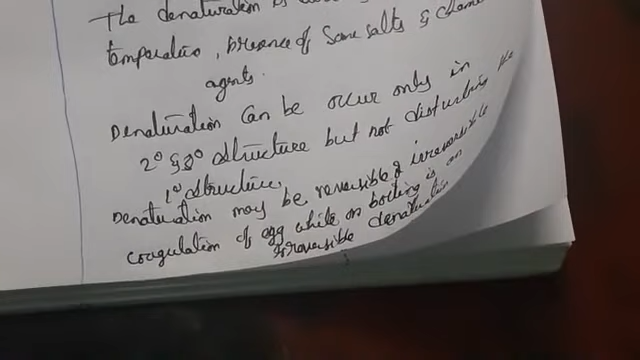 The denaturation is
temperature, presence of some salts & chemi
agents.
Denaturation can be occur only in
2° & 3° structure but not disturbing the
1° structure.
Denaturation may be reversible & irreversible
coagulation of egg white on boiling is an
irreversible denaturation